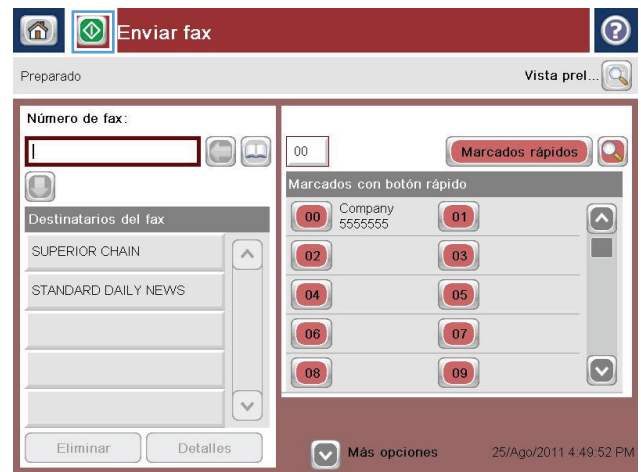 Enviar fax
Preparado
Vista prel...
Número de fax:
00
Marcados rápidos
Marcados con botón rápido
Destinatarios del fax
00 Company 01
5555555
SUPERIOR CHAIN
02 03
STANDARD DAILY NEWS
04 05
06 07
08 09
Eliminar Detalles
Más opciones
25/Ago/2011 4:49:52 PM